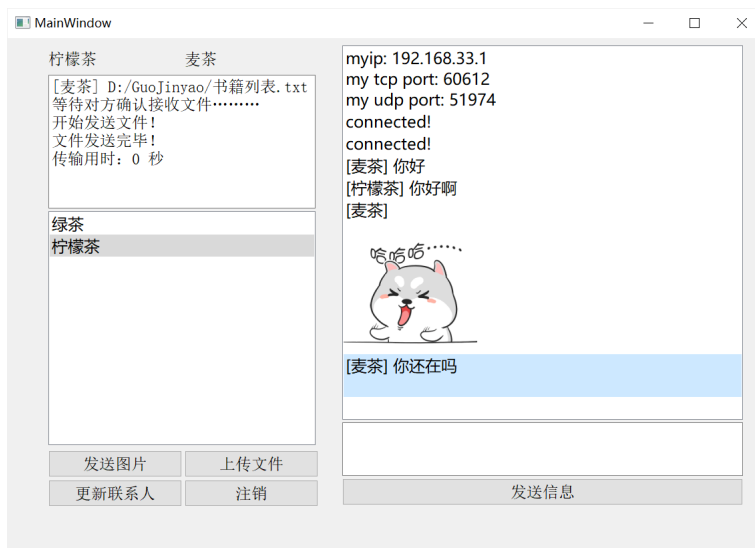 MainWindow
柠檬茶 麦茶
[麦茶] D:/GuoJinyao/书籍列表.txt
等待对方确认接收文件………
开始发送文件!
文件发送完毕!
传输用时: 0 秒
绿茶
柠檬茶
发送图片 上传文件
更新联系人 注销
myip: 192.168.33.1
my tcp port: 60612
my udp port: 51974
connected!
connected!
[麦茶] 你好
[柠檬茶] 你好啊
[麦茶]
哈哈哈……
[麦茶] 你还在吗
发送信息